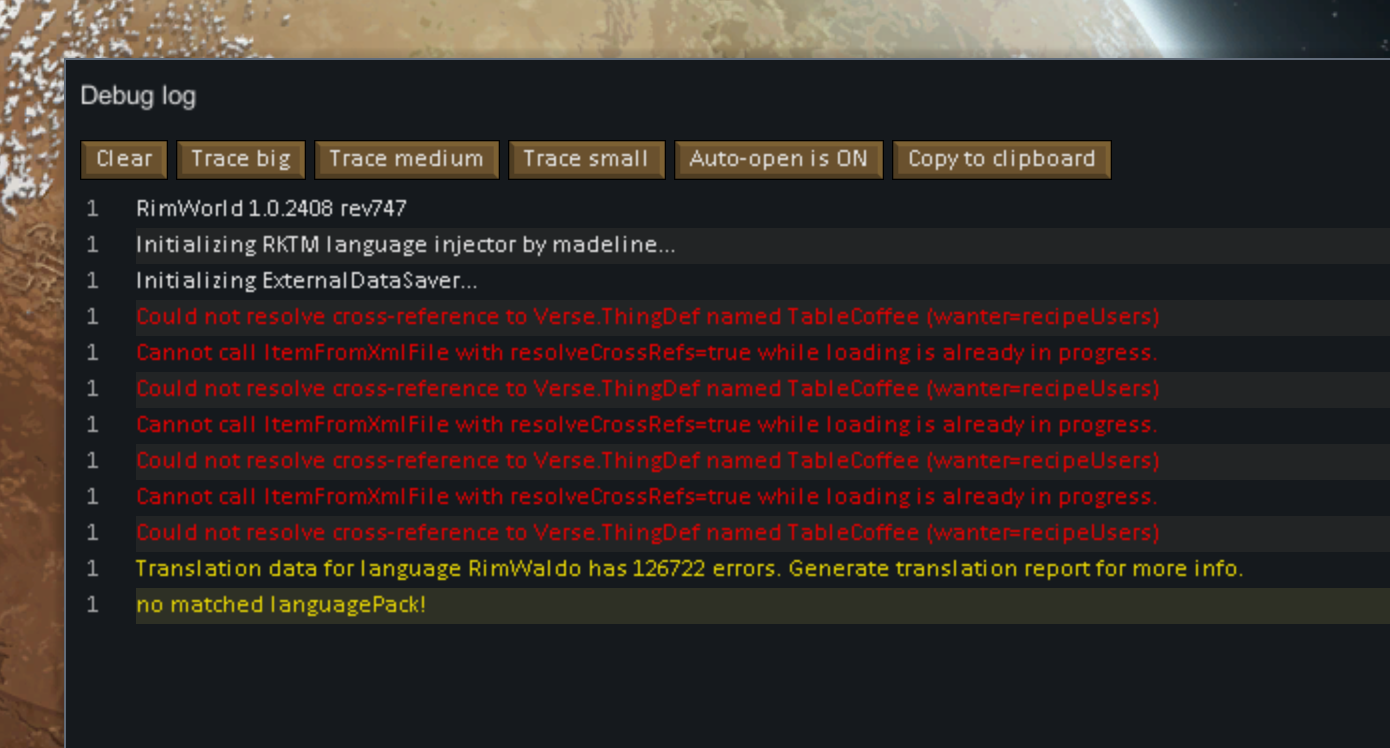 Debug log
Clear Trace big Trace medium Trace small Auto-open is ON Copy to clipboard
1 RimWorld 1.0.2408 rev747
1 Initializing RKTM language injector by madeline...
1 Initializing ExternalDataSaver...
1 Could not resolve cross-reference to Verse.ThingDef named TableCoffee (wanter=recipeUsers)
1 Cannot call ItemFromXmlFile with resolveCrossRefs=true while loading is already in progress.
1 Could not resolve cross-reference to Verse.ThingDef named TableCoffee (wanter=recipeUsers)
1 Cannot call ItemFromXmlFile with resolveCrossRefs=true while loading is already in progress.
1 Could not resolve cross-reference to Verse.ThingDef named TableCoffee (wanter=recipeUsers)
1 Cannot call ItemFromXmlFile with resolveCrossRefs=true while loading is already in progress.
1 Could not resolve cross-reference to Verse.ThingDef named TableCoffee (wanter=recipeUsers)
1 Translation data for language RimWaldo has 126722 errors. Generate translation report for more info.
1 no matched languagePack!